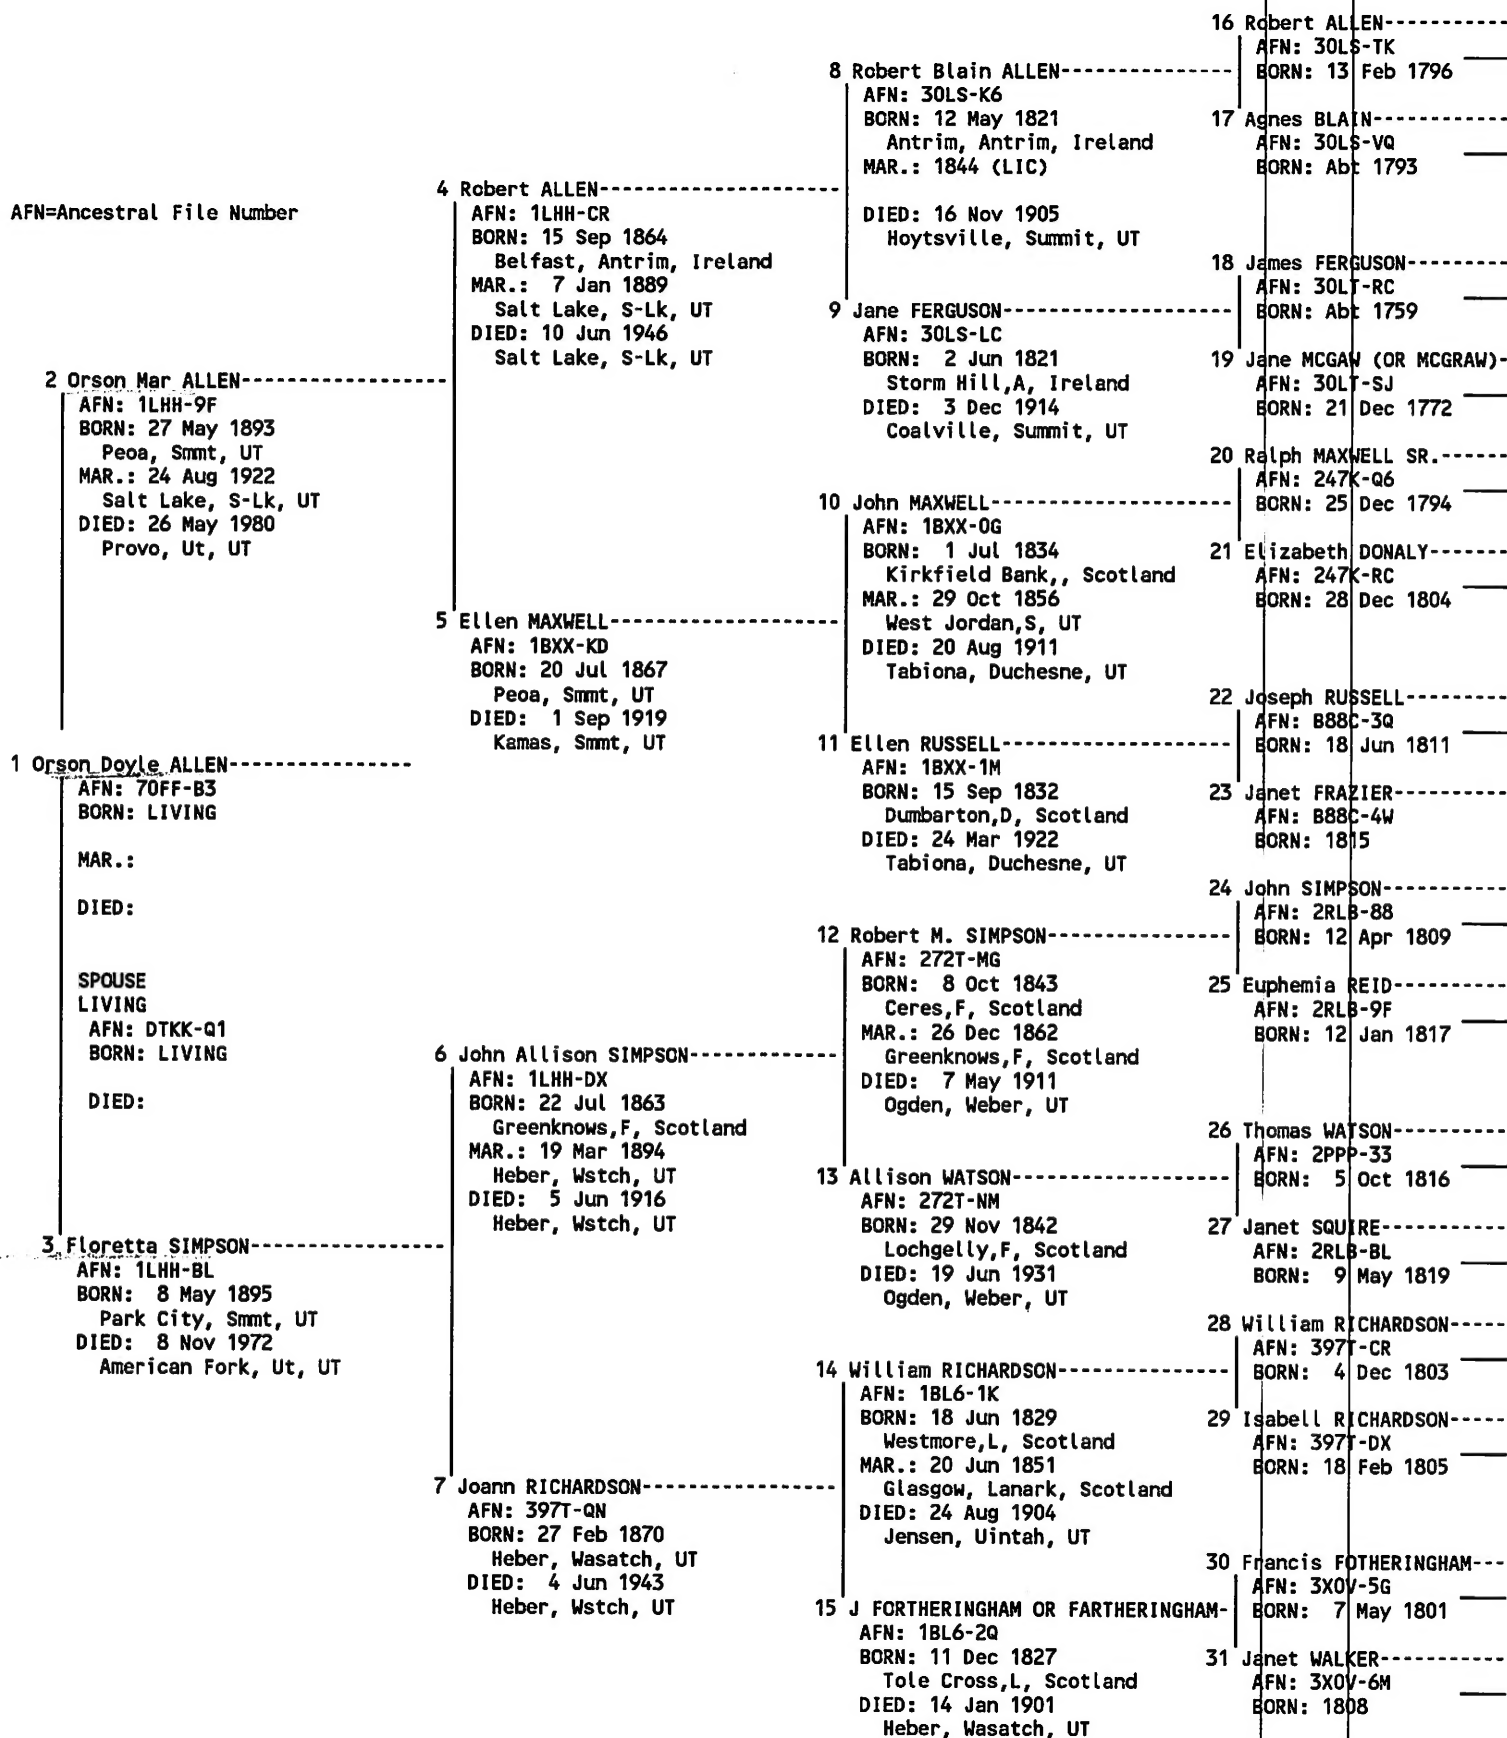 AFN=Ancestral File Number
1 Orson Doyle ALLEN---------------
AFN: 70FF-B3
BORN: LIVING
MAR.:
DIED:
SPOUSE
LIVING
AFN: DTKK-Q1
BORN: LIVING
DIED:
2 Orson Mar ALLEN-----------------
AFN: 1LHH-9F
BORN: 27 May 1893
Peoa, Smmt, UT
MAR.: 24 Aug 1922
Salt Lake, S-Lk, UT
DIED: 26 May 1980
Provo, Ut, UT
3 Floretta SIMPSON----------------
AFN: 1LHH-BL
BORN: 8 May 1895
Park City, Smmt, UT
DIED: 8 Nov 1972
American Fork, Ut, UT
4 Robert ALLEN--------------------
AFN: 1LHH-CR
BORN: 15 Sep 1864
Belfast, Antrim, Ireland
MAR.: 7 Jan 1889
Salt Lake, S-Lk, UT
DIED: 10 Jun 1946
Salt Lake, S-Lk, UT
5 Ellen MAXWELL-------------------
AFN: 1BXX-KD
BORN: 20 Jul 1867
Peoa, Smmt, UT
DIED: 1 Sep 1919
Kamas, Smmt, UT
6 John Allison SIMPSON------------
AFN: 1LHH-DX
BORN: 22 Jul 1863
Greenknows,F, Scotland
MAR.: 19 Mar 1894
Heber, Wstch, UT
DIED: 5 Jun 1916
Heber, Wstch, UT
7 Joann RICHARDSON----------------
AFN: 397T-QN
BORN: 27 Feb 1870
Heber, Wasatch, UT
DIED: 4 Jun 1943
Heber, Wstch, UT
8 Robert Blain ALLEN--------------
AFN: 30LS-K6
BORN: 12 May 1821
Antrim, Antrim, Ireland
MAR.: 1844 (LIC)
DIED: 16 Nov 1905
Hoytsville, Summit, UT
9 Jane FERGUSON-------------------
AFN: 30LS-LC
BORN: 2 Jun 1821
Storm Hill,A, Ireland
DIED: 3 Dec 1914
Coalville, Summit, UT
10 John MAXWELL--------------------
AFN: 1BXX-0G
BORN: 1 Jul 1834
Kirkfield Bank,, Scotland
MAR.: 29 Oct 1856
West Jordan,S, UT
DIED: 20 Aug 1911
Tabiona, Duchesne, UT
11 Ellen RUSSELL-------------------
AFN: 1BXX-1M
BORN: 15 Sep 1832
Dumbarton,D, Scotland
DIED: 24 Mar 1922
Tabiona, Duchesne, UT
12 Robert M. SIMPSON---------------
AFN: 272T-MG
BORN: 8 Oct 1843
Ceres,F, Scotland
MAR.: 26 Dec 1862
Greenknows,F, Scotland
DIED: 7 May 1911
Ogden, Weber, UT
13 Allison WATSON------------------
AFN: 272T-NM
BORN: 29 Nov 1842
Lochgelly,F, Scotland
DIED: 19 Jun 1931
Ogden, Weber, UT
14 William RICHARDSON--------------
AFN: 1BL6-1K
BORN: 18 Jun 1829
Westmore,L, Scotland
MAR.: 20 Jun 1851
Glasgow, Lanark, Scotland
DIED: 24 Aug 1904
Jensen, Uintah, UT
15 J FORTHERINGHAM OR FARTHERINGHAM-
AFN: 1BL6-2Q
BORN: 11 Dec 1827
Tole Cross,L, Scotland
DIED: 14 Jan 1901
Heber, Wasatch, UT
16 Robert ALLEN----------
AFN: 30LS-TK
BORN: 13 Feb 1796
17 Agnes BLAIN-----------
AFN: 30LS-VQ
BORN: Abt 1793
18 James FERGUSON--------
AFN: 30LT-RC
BORN: Abt 1759
19 Jane MCGAW (OR MCGRAW)-
AFN: 30LT-SJ
BORN: 21 Dec 1772
20 Ralph MAXWELL SR.-----
AFN: 247K-Q6
BORN: 25 Dec 1794
21 Elizabeth DONALY------
AFN: 247K-RC
BORN: 28 Dec 1804
22 Joseph RUSSELL--------
AFN: B88C-3Q
BORN: 18 Jun 1811
23 Janet FRAZIER---------
AFN: B88C-4W
BORN: 1815
24 John SIMPSON----------
AFN: 2RLB-88
BORN: 12 Apr 1809
25 Euphemia REID---------
AFN: 2RLB-9F
BORN: 12 Jan 1817
26 Thomas WATSON---------
AFN: 2PPP-33
BORN: 5 Oct 1816
27 Janet SQUIRE----------
AFN: 2RLB-BL
BORN: 9 May 1819
28 William RICHARDSON-----
AFN: 397T-CR
BORN: 4 Dec 1803
29 Isabell RICHARDSON-----
AFN: 397T-DX
BORN: 18 Feb 1805
30 Francis FOTHERINGHAM---
AFN: 3X0V-5G
BORN: 7 May 1801
31 Janet WALKER----------
AFN: 3X0V-6M
BORN: 1808